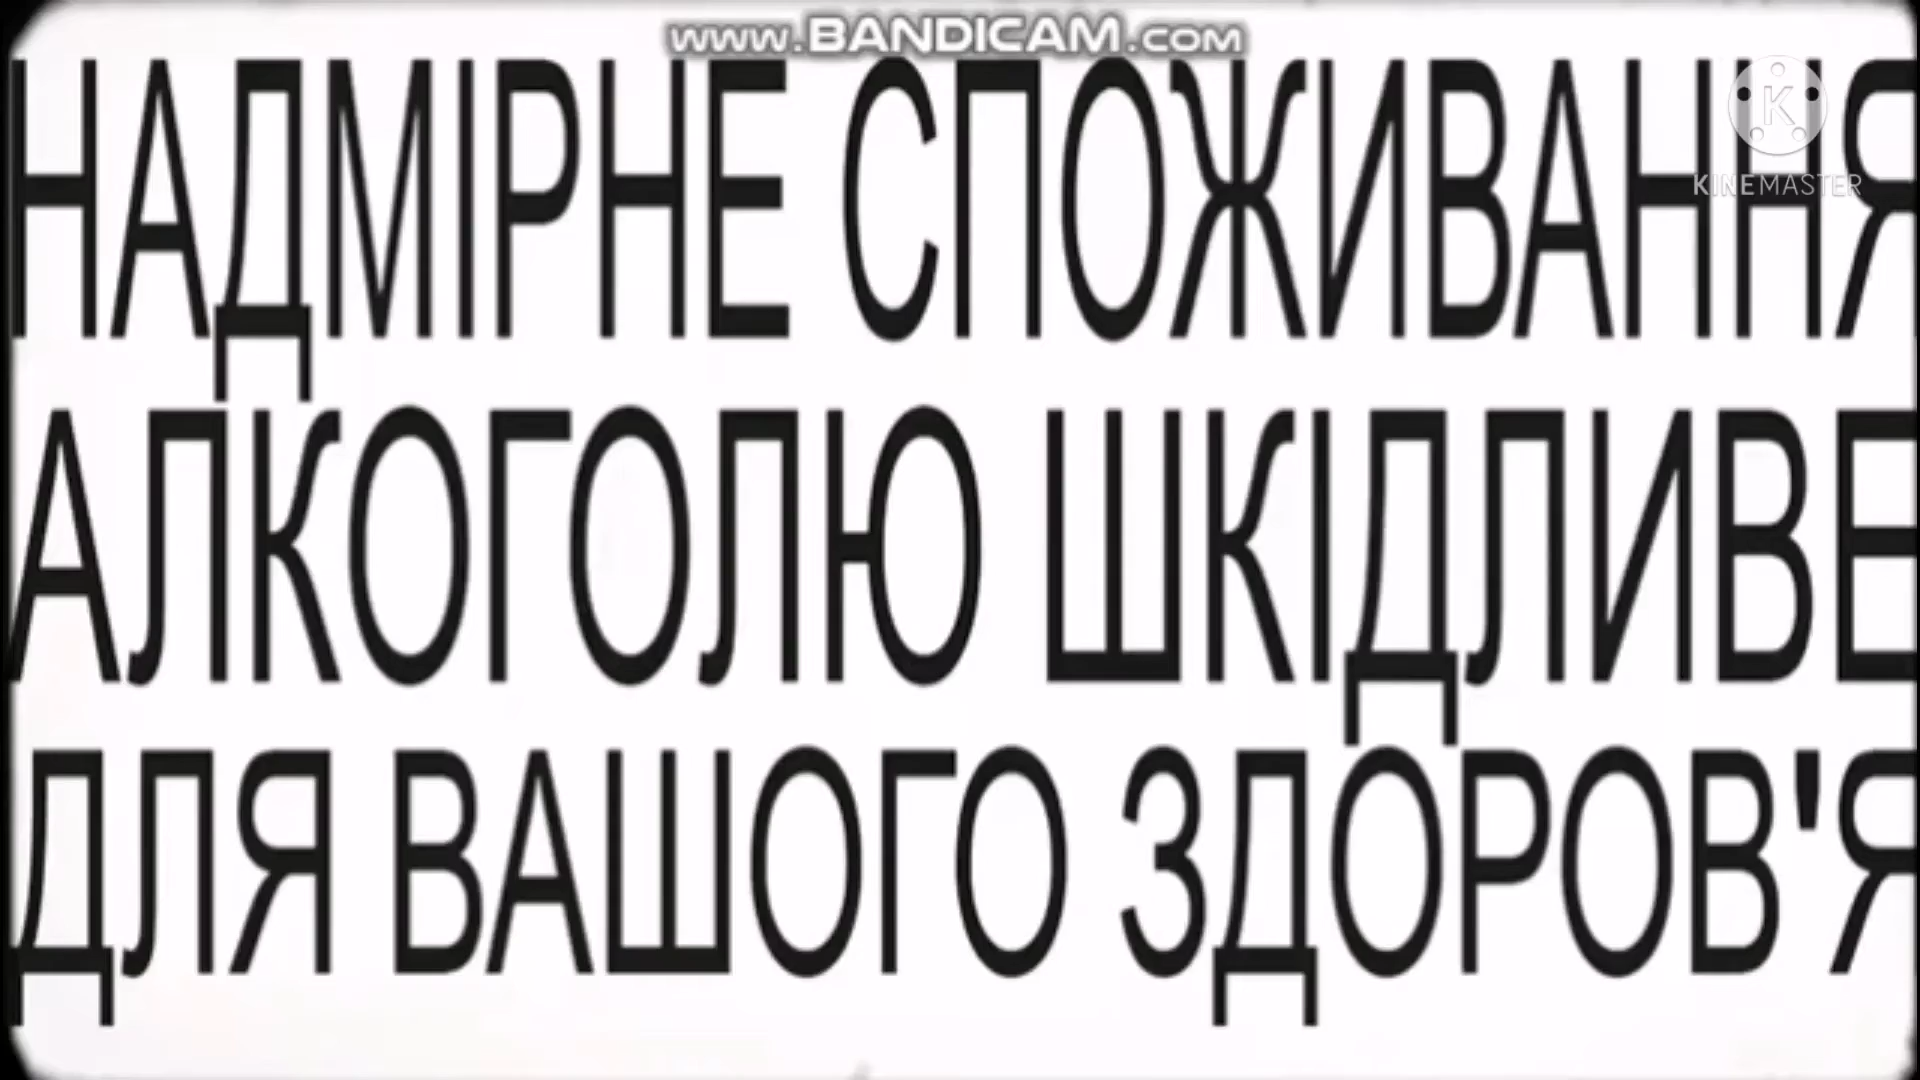 www.BANDICAM.com
НАДМІРНЕ СПОЖИВАННЯ
KINEMASTER
АЛКОГОЛЮ ШКІДЛИВЕ
ДЛЯ ВАШОГО ЗДОРОВ'Я